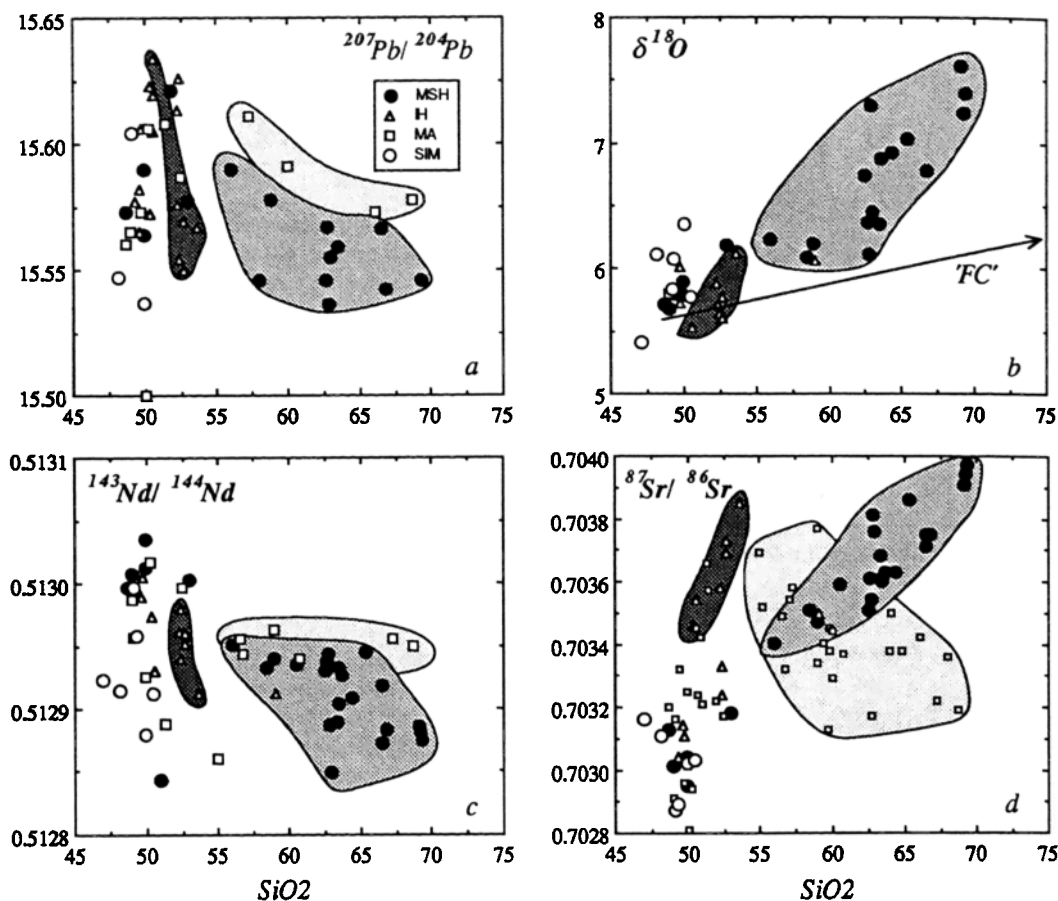 15.65
15.60
15.55
15.50
207Pb/ 204Pb
MSH
IH
MA
SIM
a
45 50 55 60 65 70 75
8
7
6
5
δ18O
'FC'
b
45 50 55 60 65 70 75
0.5131
0.5130
0.5129
0.5128
143Nd/ 144Nd
c
45 50 55 60 65 70 75
SiO2
0.7040
0.7038
0.7036
0.7034
0.7032
0.7030
0.7028
87Sr/ 86Sr
d
45 50 55 60 65 70 75
SiO2